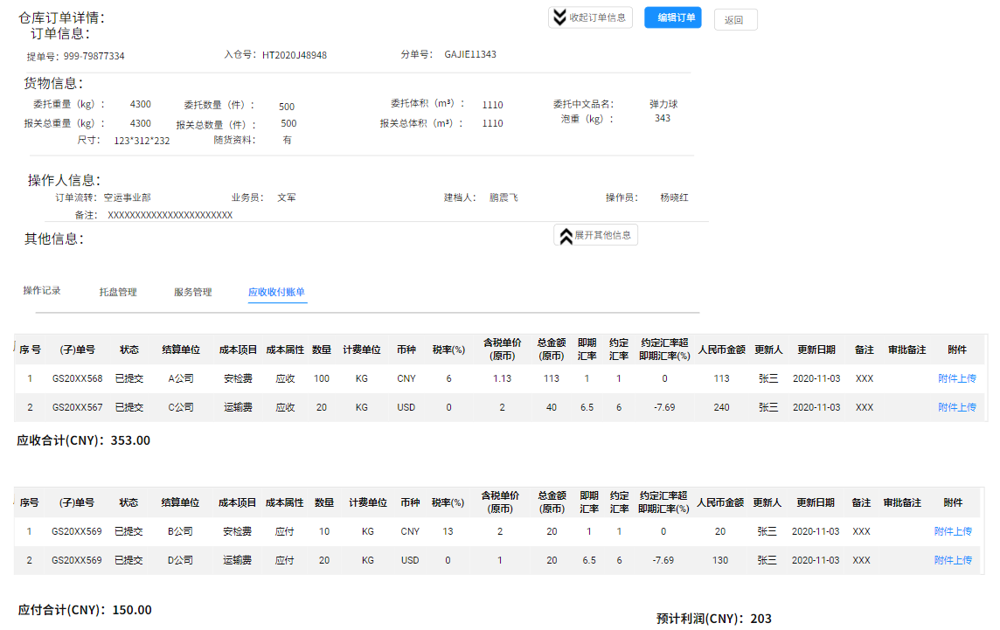 仓库订单详情：
收起订单信息 编辑订单 返回
订单信息：
提单号：999-79877334 入仓号：HT2020J48948 分单号： GAJIE11343
货物信息：
委托重量（kg）： 4300 委托数量（件）： 500 委托体积（m³）： 1110 委托中文品名： 弹力球
报关总重量（kg）： 4300 报关总数量（件）： 500 报关总体积（m³）： 1110 泡重（kg）： 343
尺寸： 123*312*232 随货资料： 有
操作人信息：
订单流转： 空运事业部 业务员： 文军 建档人： 鹏震飞 操作员： 杨晓红
备注： XXXXXXXXXXXXXXXXXXXXXXX
其他信息： 展开其他信息
操作记录 托盘管理 服务管理 应收收付账单
序号 (子)单号 状态 结算单位 成本项目 成本属性 数量 计费单位 币种 税率(%) 含税单价(原币) 总金额(原币) 即期汇率 约定汇率 约定汇率超即期汇率(%) 人民币金额 更新人 更新日期 备注 审批备注 附件
1 GS20XX568 已提交 A公司 安检费 应收 100 KG CNY 6 1.13 113 1 1 0 113 张三 2020-11-03 XXX 附件上传
2 GS20XX567 已提交 C公司 运输费 应收 20 KG USD 0 2 40 6.5 6 -7.69 240 张三 2020-11-03 XXX 附件上传
应收合计(CNY)：353.00
序号 (子)单号 状态 结算单位 成本项目 成本属性 数量 计费单位 币种 税率(%) 含税单价(原币) 总金额(原币) 即期汇率 约定汇率 约定汇率超即期汇率(%) 人民币金额 更新人 更新日期 备注 审批备注 附件
1 GS20XX569 已提交 B公司 安检费 应付 10 KG CNY 13 2 20 1 1 0 20 张三 2020-11-03 XXX 附件上传
2 GS20XX569 已提交 D公司 运输费 应付 20 KG USD 0 1 20 6.5 6 -7.69 130 张三 2020-11-03 XXX 附件上传
应付合计(CNY)：150.00
预计利润(CNY)：203